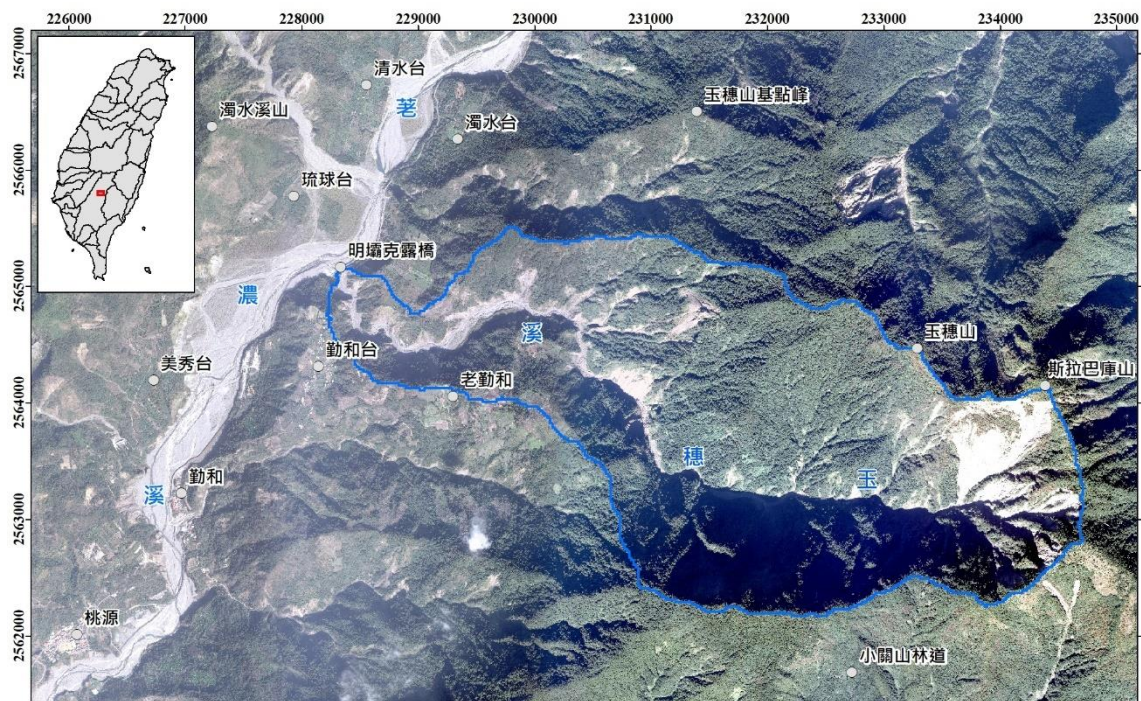 226000 227000 228000 229000 230000 231000 232000 233000 234000 235000
2567000
2566000
2565000
2564000
2563000
2562000
清水台
荖
濁水溪山
濁水台
玉穗山基點峰
琉球台
明壩克露橋
濃
溪
玉穗山
勤和台
美秀台
老勤和
斯拉巴庫山
穗
玉
溪
勤和
桃源
小關山林道